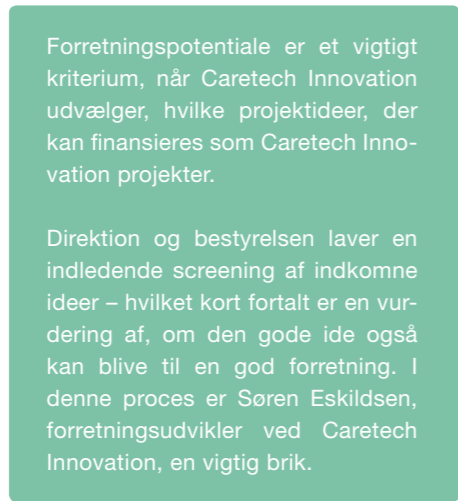 Forretningspotentiale er et vigtigt
kriterium, når Caretech Innovation
udvælger, hvilke projektideer, der
kan finansieres som Caretech Inno-
vation projekter.

Direktion og bestyrelsen laver en
indledende screening af indkomne
ideer – hvilket kort fortalt er en vur-
dering af, om den gode ide også
kan blive til en god forretning. I
denne proces er Søren Eskildsen,
forretningsudvikler ved Caretech
Innovation, en vigtig brik.